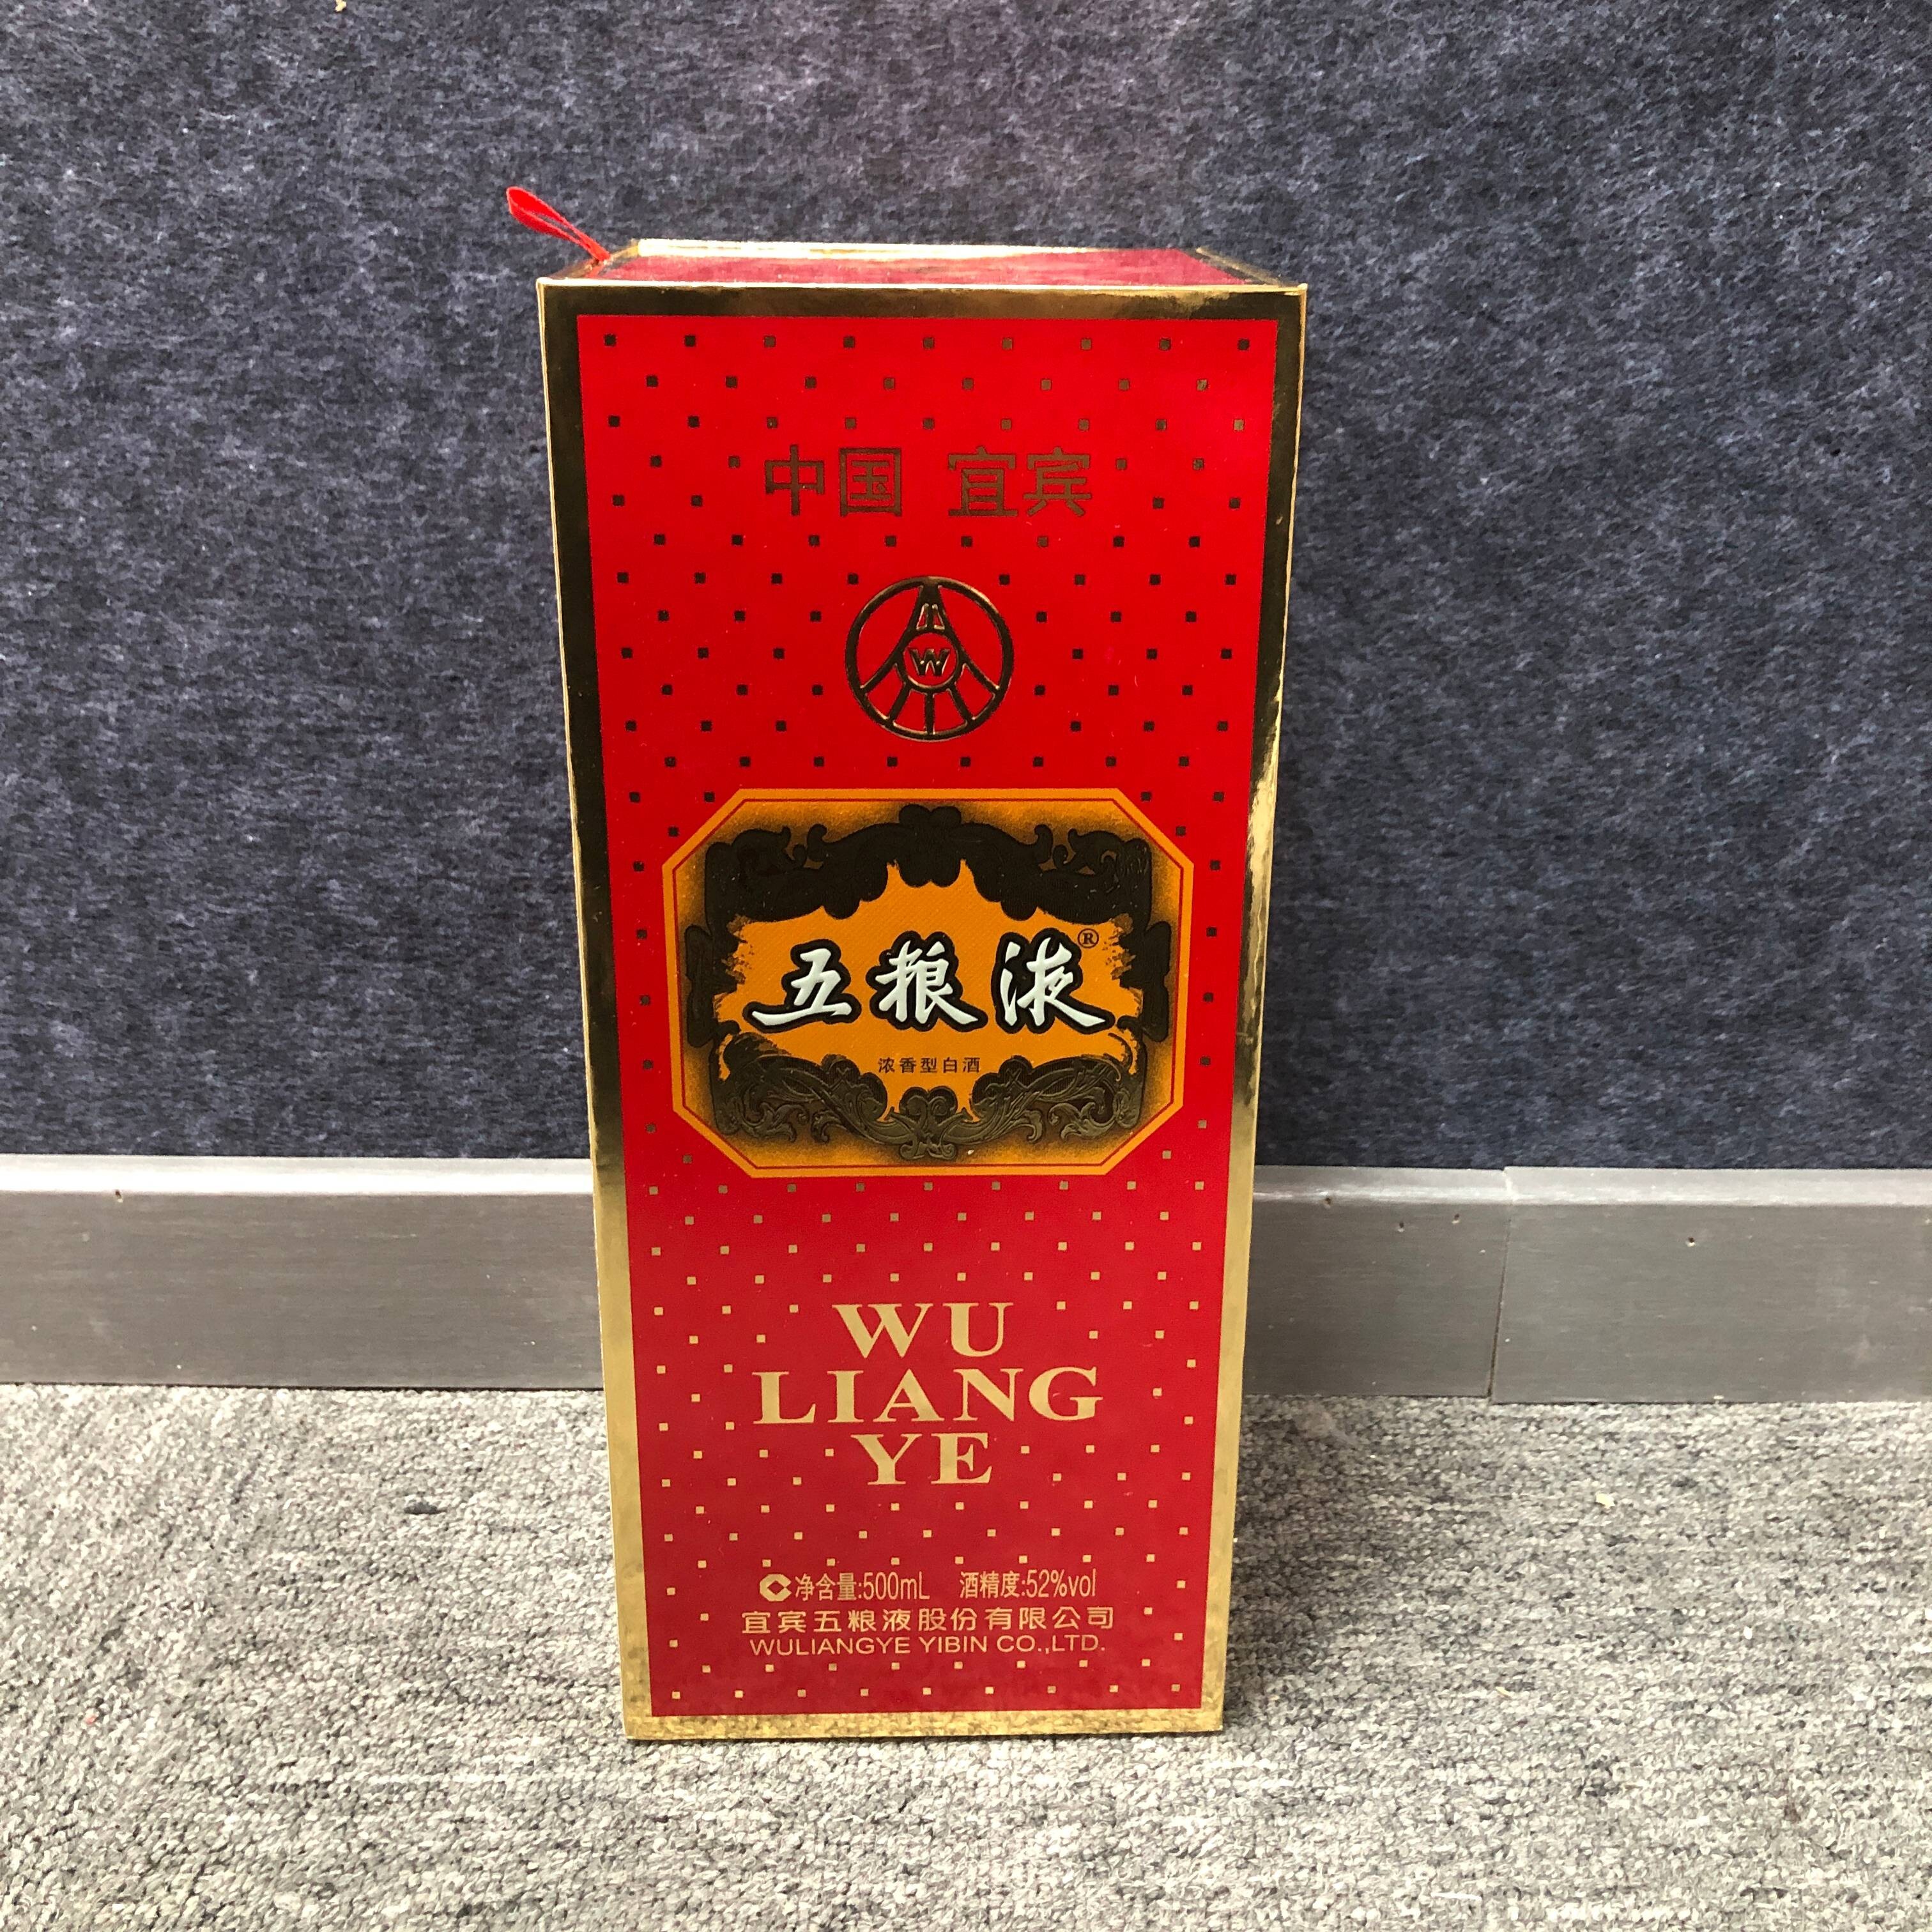 中国 宜宾
W
五粮液®
浓香型白酒
WU
LIANG
YE
净含量:500mL 酒精度:52%vol
宜宾五粮液股份有限公司
WULIANGYE YIBIN CO.,LTD.